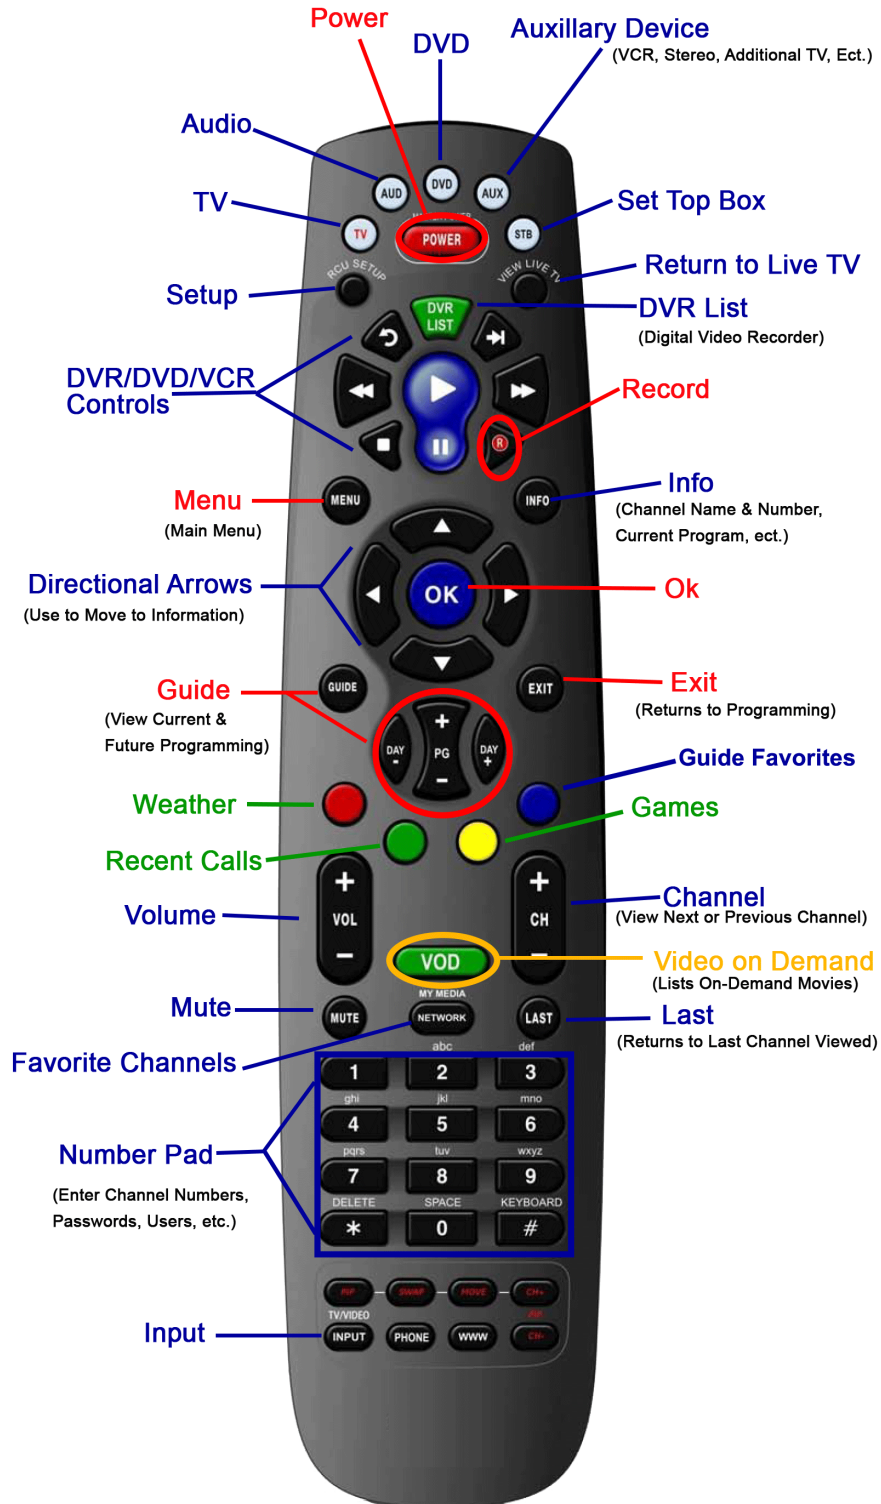 Power
DVD
Auxillary Device
(VCR, Stereo, Additional TV, Ect.)
Audio
TV
Set Top Box
AUD
DVD
AUX
TV
POWER
STB
Setup
RCU SETUP
VIEW LIVE TV
Return to Live TV
DVR
LIST
DVR List
(Digital Video Recorder)
DVR/DVD/VCR
Controls
Record
R
Menu
(Main Menu)
MENU
INFO
Info
(Channel Name & Number,
Current Program, ect.)
Directional Arrows
(Use to Move to Information)
OK
Ok
Guide
(View Current &
Future Programming)
GUIDE
EXIT
Exit
(Returns to Programming)
+
DAY
-
PG
DAY
+
–
Guide Favorites
Weather
Games
Recent Calls
Volume
+
VOL
–
+
CH
–
Channel
(View Next or Previous Channel)
VOD
Video on Demand
(Lists On-Demand Movies)
Mute
MUTE
MY MEDIA
NETWORK
LAST
Last
(Returns to Last Channel Viewed)
Favorite Channels
abc def
1 2 3
ghi jkl mno
4 5 6
pqrs tuv wxyz
7 8 9
DELETE SPACE KEYBOARD
* 0 #
Number Pad
(Enter Channel Numbers,
Passwords, Users, etc.)
PIP SWAP MOVE CH+
TV/VIDEO
Input
INPUT PHONE WWW CH-